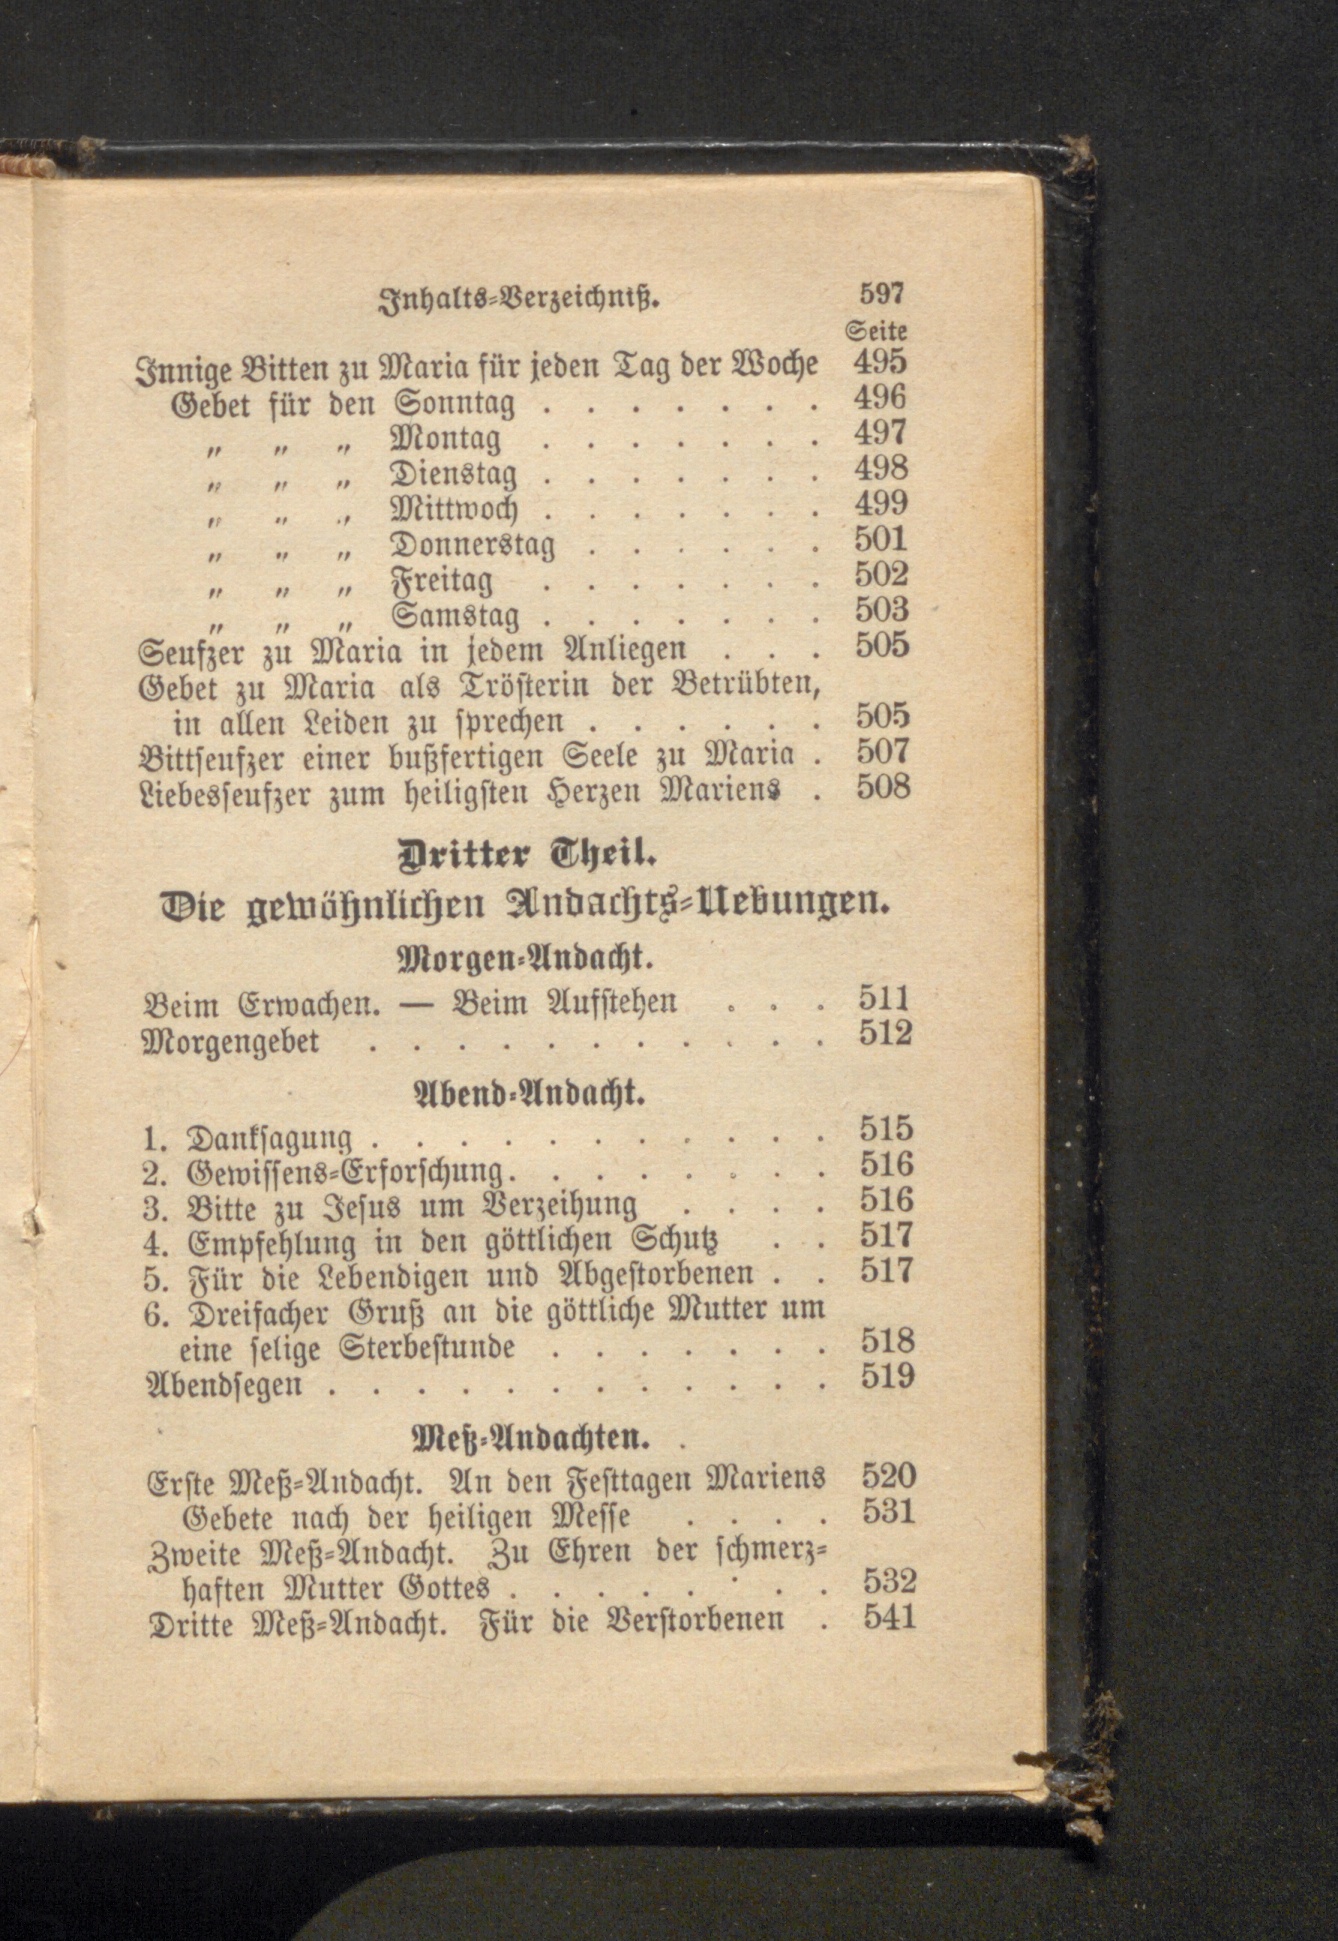 Inhalts-Verzeichniß. 597
Seite
Innige Bitten zu Maria für jeden Tag der Woche 495
Gebet für den Sonntag . . . . . . . 496
„ „ „ Montag . . . . . . . 497
„ „ „ Dienstag . . . . . . . 498
„ „ „ Mittwoch . . . . . . . 499
„ „ „ Donnerstag . . . . . . 501
„ „ „ Freitag . . . . . . . 502
„ „ „ Samstag . . . . . . . 503
Seufzer zu Maria in jedem Anliegen . . . 505
Gebet zu Maria als Trösterin der Betrübten,
in allen Leiden zu sprechen . . . . . . 505
Bittseufzer einer bußfertigen Seele zu Maria . 507
Liebesseufzer zum heiligsten Herzen Mariens . 508
Dritter Theil.
Die gewöhnlichen Andachts-Uebungen.
Morgen-Andacht.
Beim Erwachen. — Beim Aufstehen . . . 511
Morgengebet . . . . . . . . . . . 512
Abend-Andacht.
1. Danksagung . . . . . . . . . . . 515
2. Gewissens-Erforschung . . . . . . . . 516
3. Bitte zu Jesus um Verzeihung . . . . 516
4. Empfehlung in den göttlichen Schutz . . 517
5. Für die Lebendigen und Abgestorbenen . . 517
6. Dreifacher Gruß an die göttliche Mutter um
eine selige Sterbestunde . . . . . . . 518
Abendsegen . . . . . . . . . . . . 519
Meß-Andachten.
Erste Meß-Andacht. An den Festtagen Mariens 520
Gebete nach der heiligen Messe . . . . 531
Zweite Meß-Andacht. Zu Ehren der schmerz-
haften Mutter Gottes . . . . . . . . 532
Dritte Meß-Andacht. Für die Verstorbenen . 541